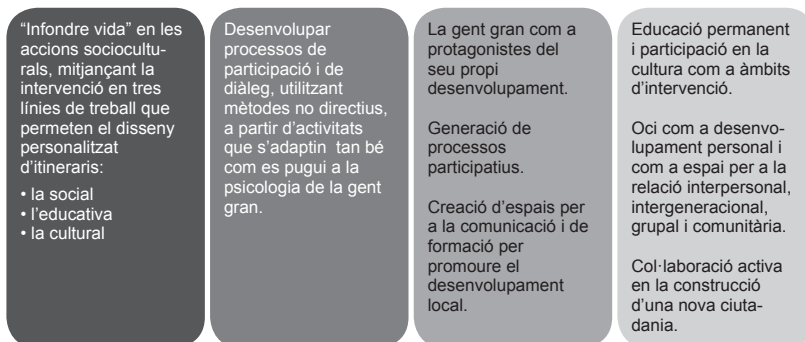 “Infondre vida” en les
accions sociocultu-
rals, mitjançant la
intervenció en tres
línies de treball que
permeten el disseny
personalitzat
d’itineraris:
• la social
• l’educativa
• la cultural
Desenvolupar
processos de
participació i de
diàleg, utilitzant
mètodes no directius,
a partir d’activitats
que s’adaptin tan bé
com es pugui a la
psicologia de la gent
gran.
La gent gran com a
protagonistes del
seu propi
desenvolupament.
Generació de
processos
participatius.
Creació d’espais per
a la comunicació i de
formació per
promoure el
desenvolupament
local.
Educació permanent
i participació en la
cultura com a àmbits
d’intervenció.
Oci com a desenvo-
lupament personal i
com a espai per a la
relació interpersonal,
intergeneracional,
grupal i comunitària.
Col·laboració activa
en la construcció
d’una nova ciuta-
dania.